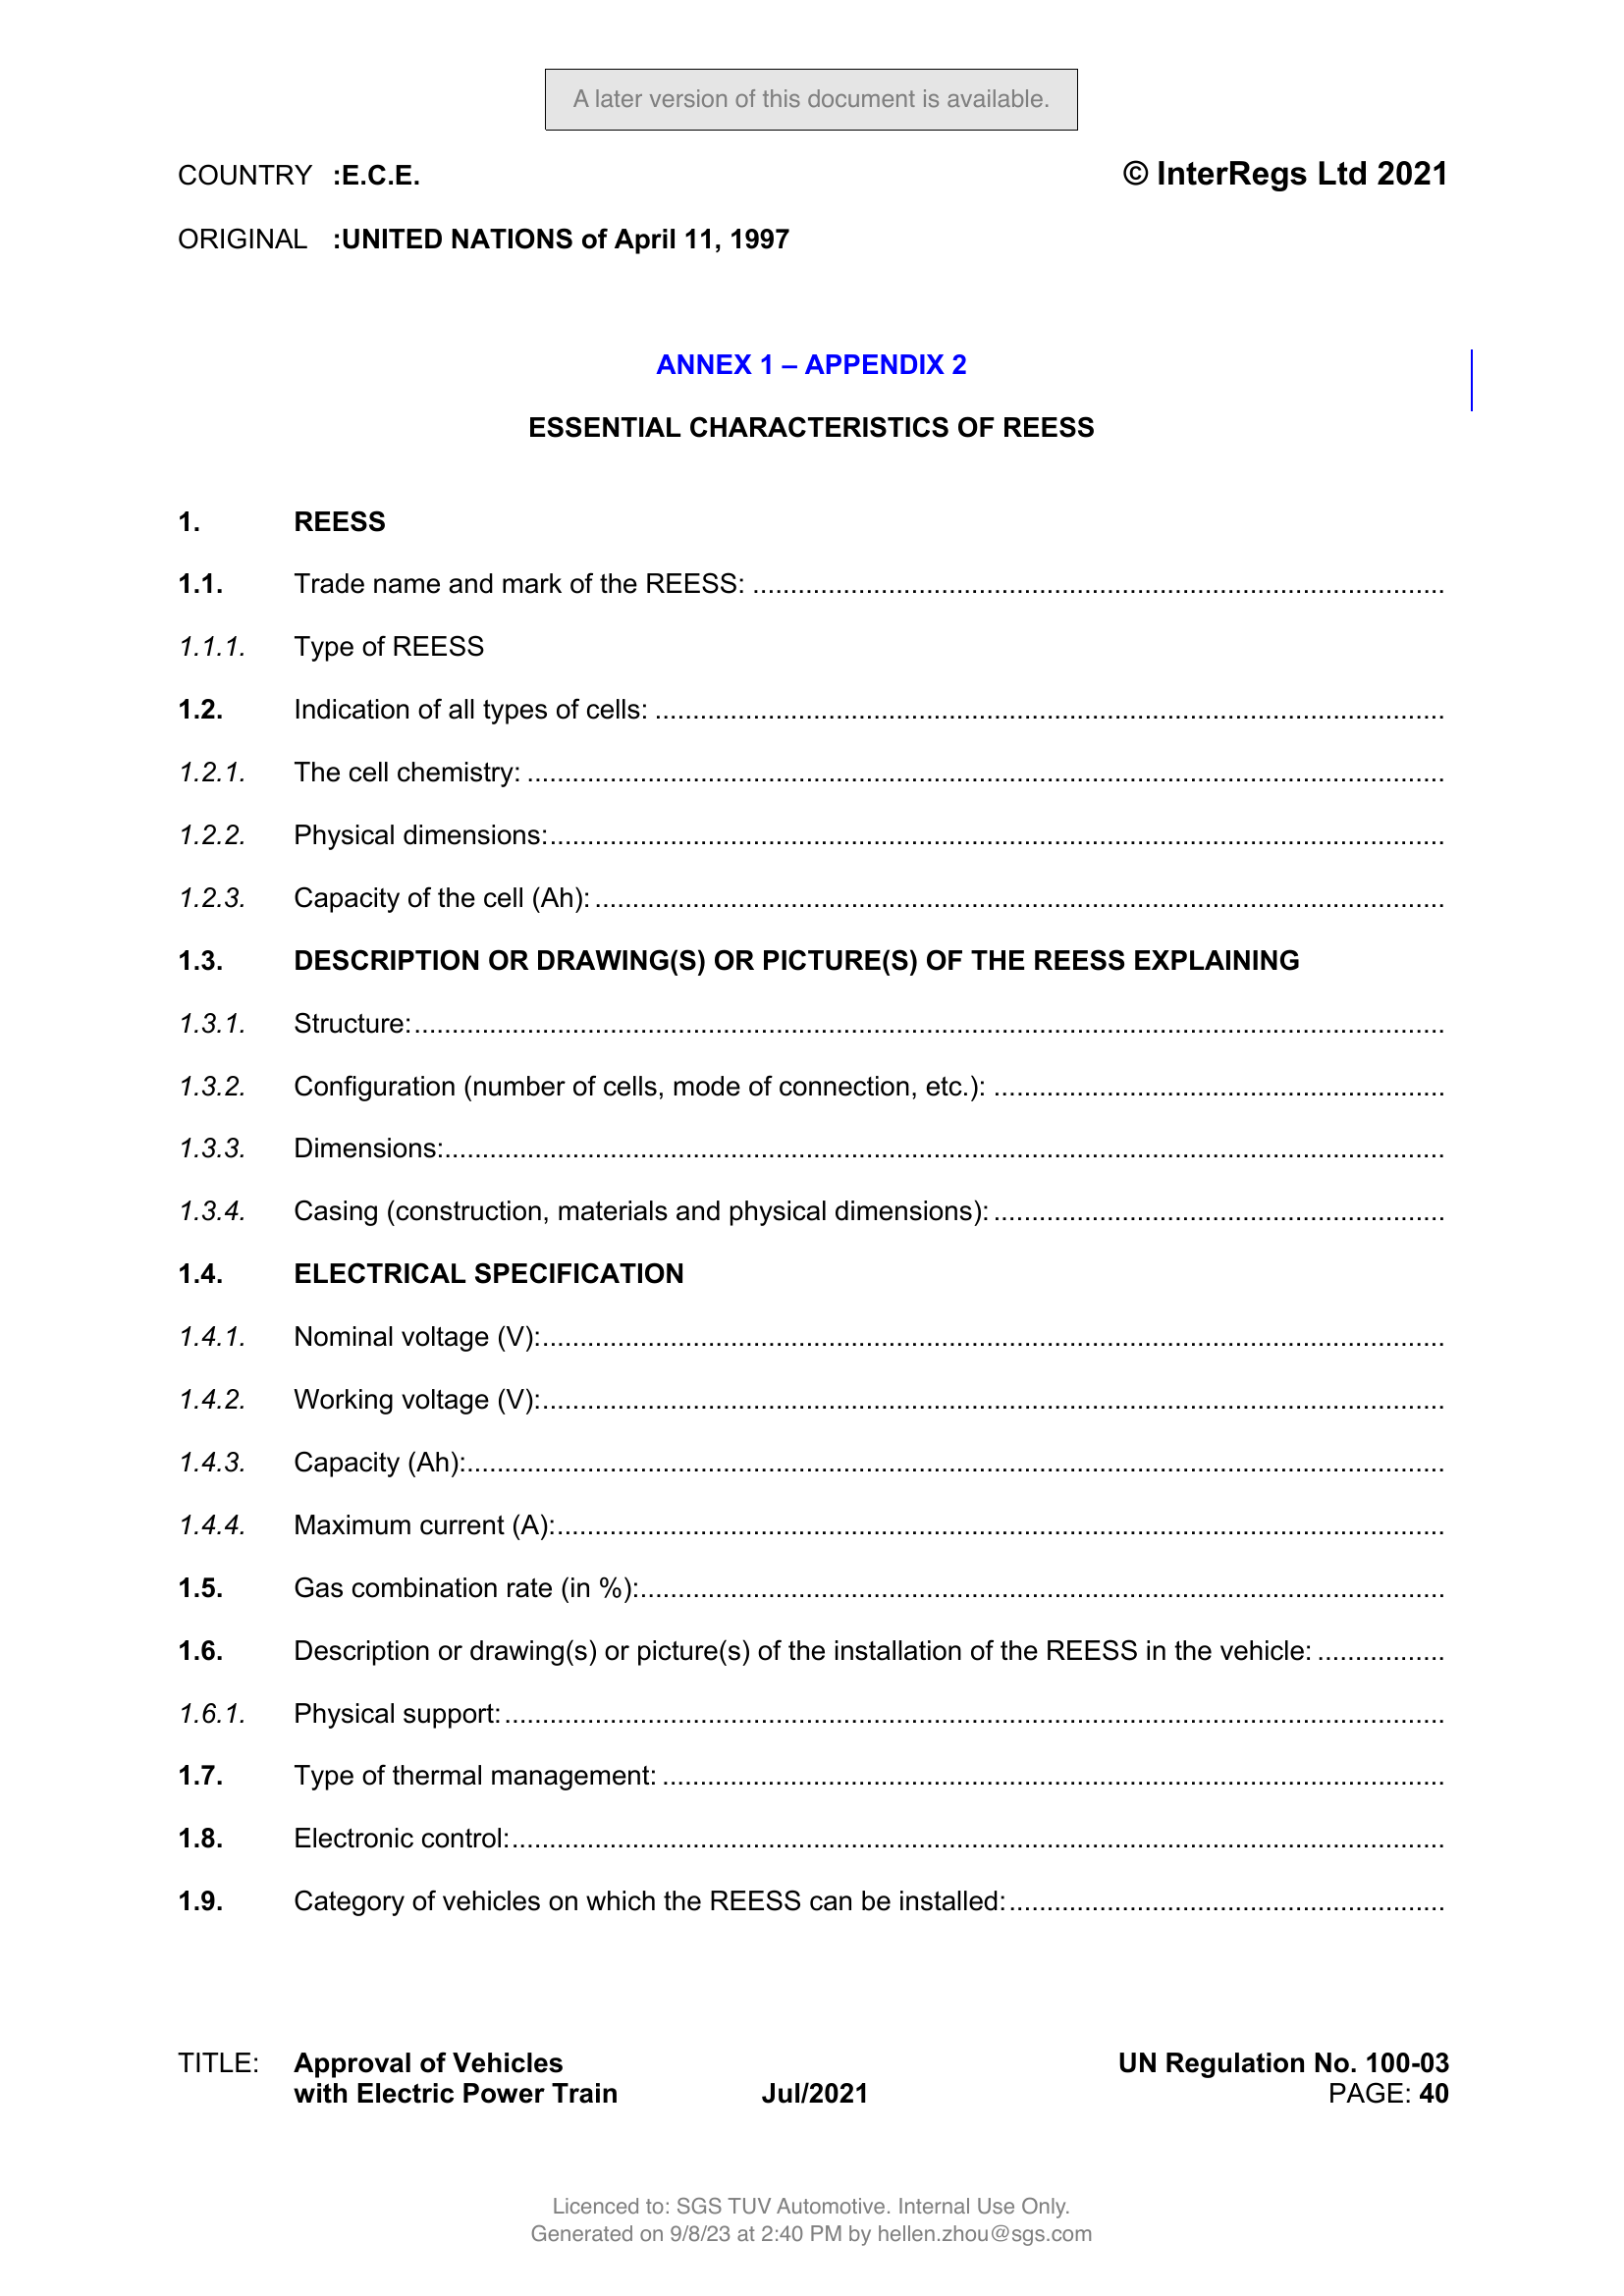 A later version of this document is available.
COUNTRY :E.C.E. © InterRegs Ltd 2021
ORIGINAL :UNITED NATIONS of April 11, 1997
ANNEX 1 – APPENDIX 2
ESSENTIAL CHARACTERISTICS OF REESS
1. REESS
1.1. Trade name and mark of the REESS: ..........................................................................................
1.1.1. Type of REESS
1.2. Indication of all types of cells: ..........................................................................................
1.2.1. The cell chemistry: ..........................................................................................
1.2.2. Physical dimensions:..........................................................................................
1.2.3. Capacity of the cell (Ah):..........................................................................................
1.3. DESCRIPTION OR DRAWING(S) OR PICTURE(S) OF THE REESS EXPLAINING
1.3.1. Structure:..........................................................................................
1.3.2. Configuration (number of cells, mode of connection, etc.): ............................................................
1.3.3. Dimensions:..........................................................................................
1.3.4. Casing (construction, materials and physical dimensions):............................................................
1.4. ELECTRICAL SPECIFICATION
1.4.1. Nominal voltage (V):..........................................................................................
1.4.2. Working voltage (V):..........................................................................................
1.4.3. Capacity (Ah):..........................................................................................
1.4.4. Maximum current (A):..........................................................................................
1.5. Gas combination rate (in %):..........................................................................................
1.6. Description or drawing(s) or picture(s) of the installation of the REESS in the vehicle: .................
1.6.1. Physical support:..........................................................................................
1.7. Type of thermal management: ..........................................................................................
1.8. Electronic control:..........................................................................................
1.9. Category of vehicles on which the REESS can be installed:..........................................................
TITLE: Approval of Vehicles UN Regulation No. 100-03
with Electric Power Train Jul/2021 PAGE: 40
Licenced to: SGS TUV Automotive. Internal Use Only.
Generated on 9/8/23 at 2:40 PM by hellen.zhou@sgs.com